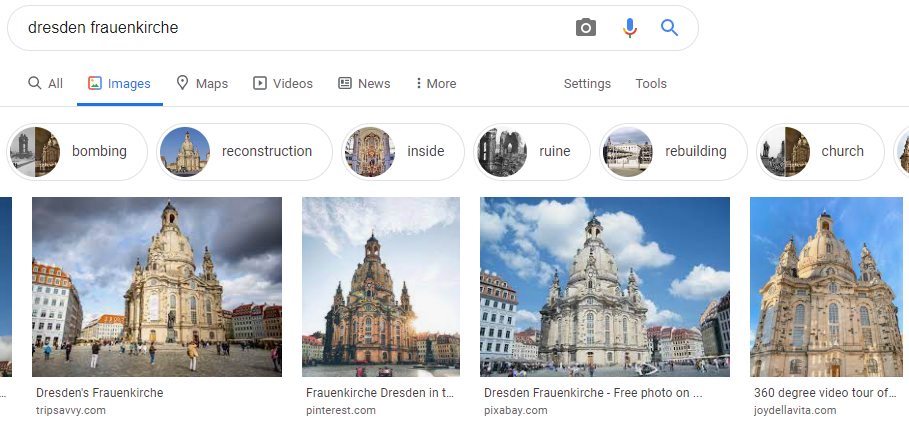 dresden frauenkirche
All Images Maps Videos News More Settings Tools
bombing reconstruction inside ruine rebuilding church
Dresden's Frauenkirche Frauenkirche Dresden in t... Dresden Frauenkirche - Free photo on ... 360 degree video tour of...
tripsavvy.com pinterest.com pixabay.com joydellavita.com